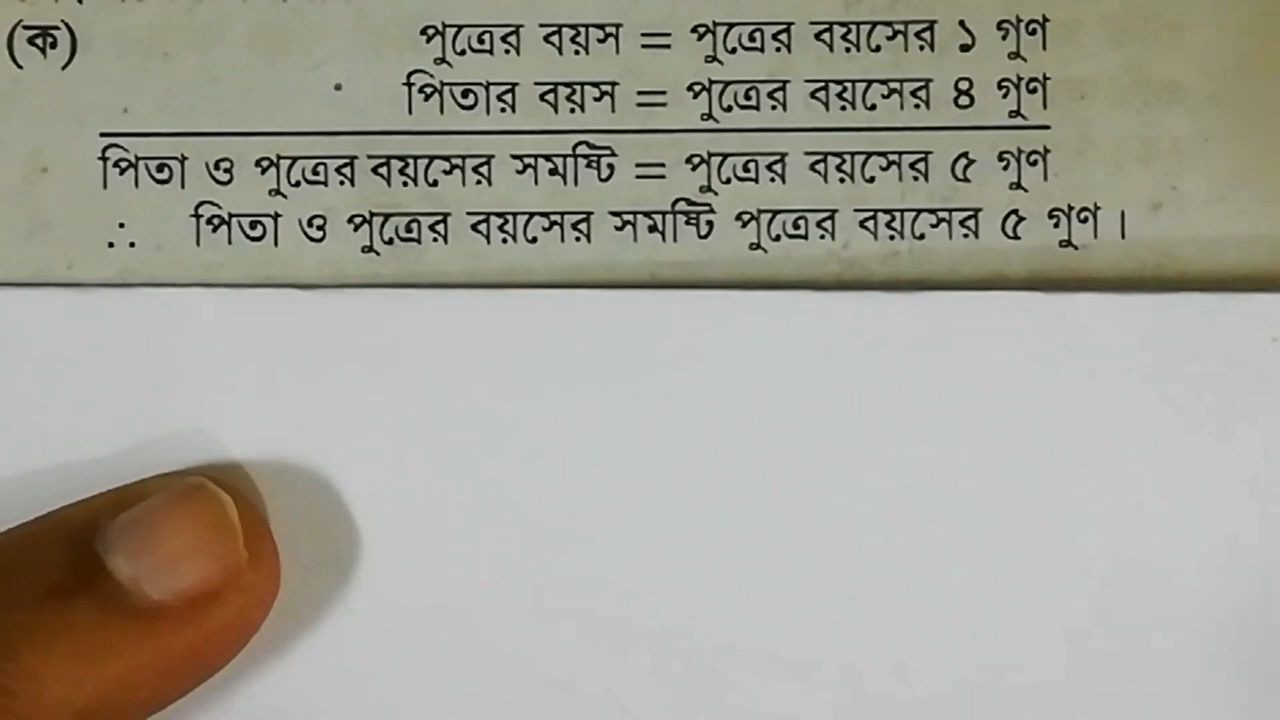 (ক) পুত্রের বয়স = পুত্রের বয়সের ১ গুণ
পিতার বয়স = পুত্রের বয়সের ৪ গুণ
পিতা ও পুত্রের বয়সের সমষ্টি = পুত্রের বয়সের ৫ গুণ
∴ পিতা ও পুত্রের বয়সের সমষ্টি পুত্রের বয়সের ৫ গুণ।